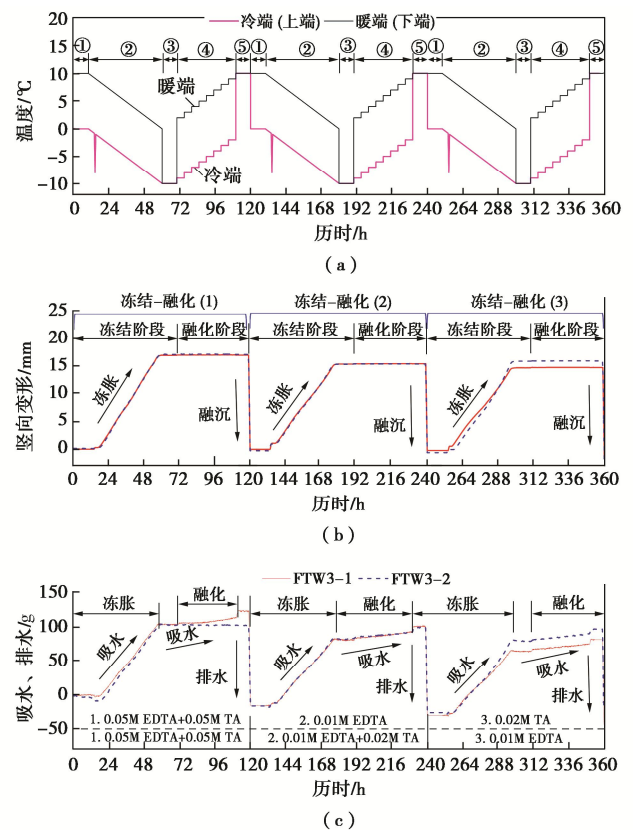 冷端(上端) 暖端(下端)
① ② ③ ④ ⑤ ① ② ③ ④ ⑤ ① ② ③ ④ ⑤
20
15
10
5
0
−5
−10
温度/℃
暖端
冷端
0 24 48 72 96 120 144 168 192 216 240 264 288 312 336 360
历时/h
(a)
25
20
15
10
5
0
竖向变形/mm
冻结–融化(1) 冻结–融化(2) 冻结–融化(3)
冻结阶段 融化阶段 冻结阶段 融化阶段 冻结阶段 融化阶段
冻胀 融沉 冻胀 融沉 冻胀 融沉
0 24 48 72 96 120 144 168 192 216 240 264 288 312 336 360
历时/h
(b)
FTW3–1 FTW3–2
150
100
50
0
−50
吸水、排水/g
冻胀 融化 冻胀 融化 冻胀 融化
吸水 吸水 排水 吸水 吸水 排水 吸水 吸水 排水
1. 0.05M EDTA+0.05M TA 2. 0.01M EDTA 3. 0.02M TA
1. 0.05M EDTA+0.05M TA 2. 0.01M EDTA+0.02M TA 3. 0.01M EDTA
0 24 48 72 96 120 144 168 192 216 240 264 288 312 336 360
历时/h
(c)